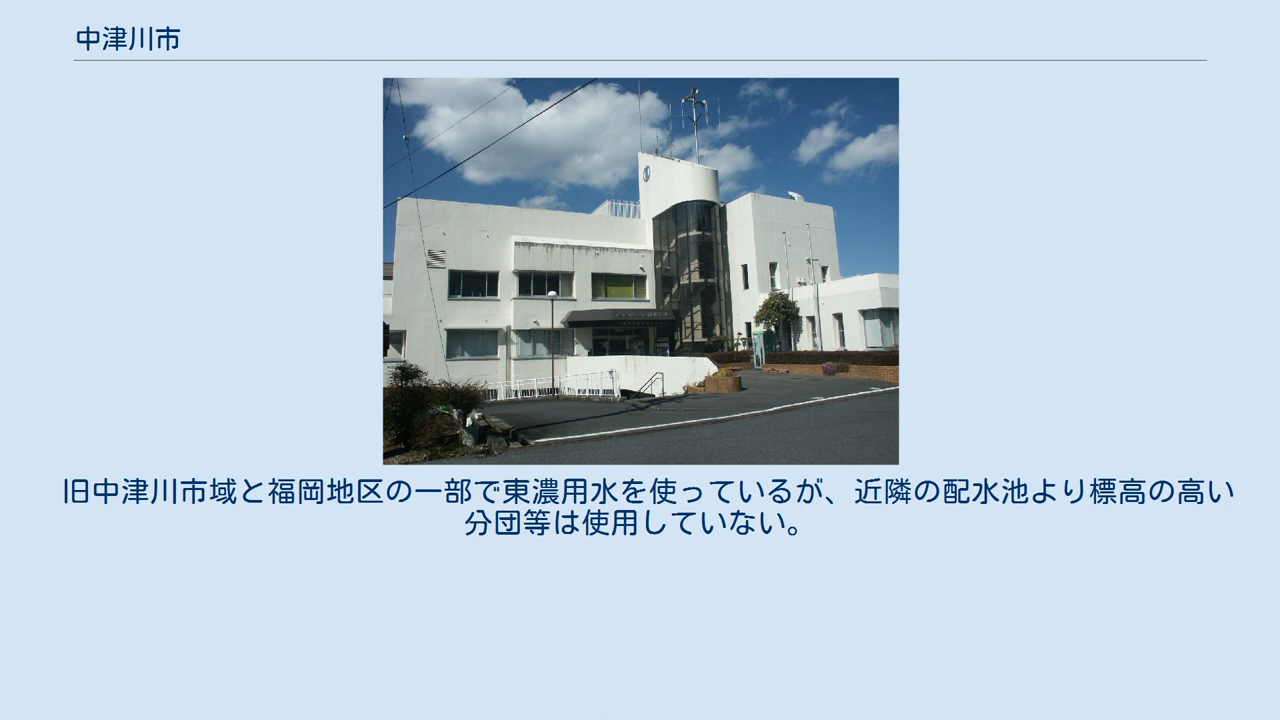 中津川市
旧中津川市域と福岡地区の一部で東濃用水を使っているが、近隣の配水池より標高の高い
分団等は使用していない。